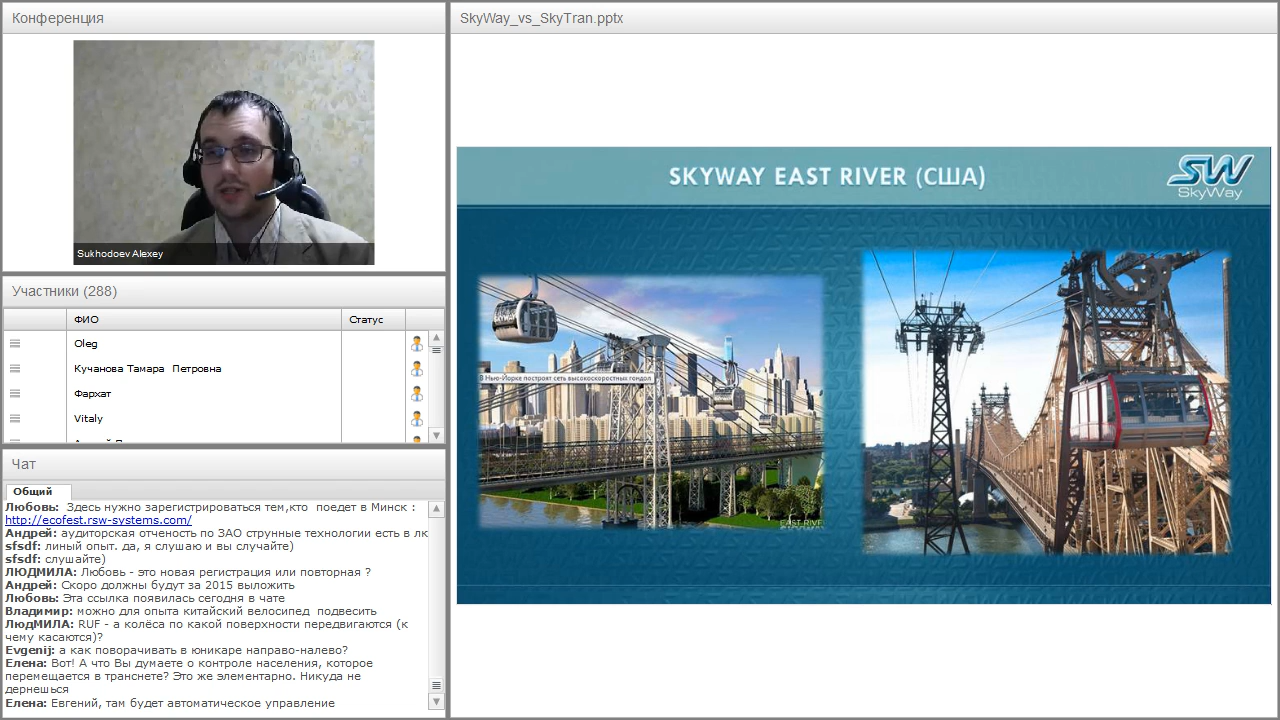 Конференция
Sukhodoev Alexey
Участники (288)
ФИО
Статус
Oleg
Кучанова Тамара Петровна
Фархат
Vitaly
Чат
Общий
Любовь: Здесь нужно зарегистрироваться тем,кто поедет в Минск :
http://ecofest.rsw-systems.com/
Андрей: аудиторская отченость по ЗАО струнные технологии есть в лк
sfsdf: линый опыт. да, я слушаю и вы случайте)
sfsdf: слушайте)
ЛЮДМИЛА: Любовь - это новая регистрация или повторная ?
Андрей: Скоро должны будут за 2015 выложить
Любовь: Эта ссылка появилась сегодня в чате
Владимир: можно для опыта китайский велосипед подвесить
ЛюдМИЛА: RUF - а колёса по какой поверхности передвигаются (к
чему касаются)?
Evgenij: а как поворачивать в юникаре направо-налево?
Елена: Вот! А что Вы думаете о контроле населения, которое
перемещается в транснете? Это же элементарно. Никуда не
дернешься
Елена: Евгений, там будет автоматическое управление
SkyWay_vs_SkyTran.pptx
SKYWAY EAST RIVER (США)
SW
SkyWay
SKYWAY
В Нью-Йорке построят сеть высокоскоростных гондол
EAST RIVER
SKYWAY